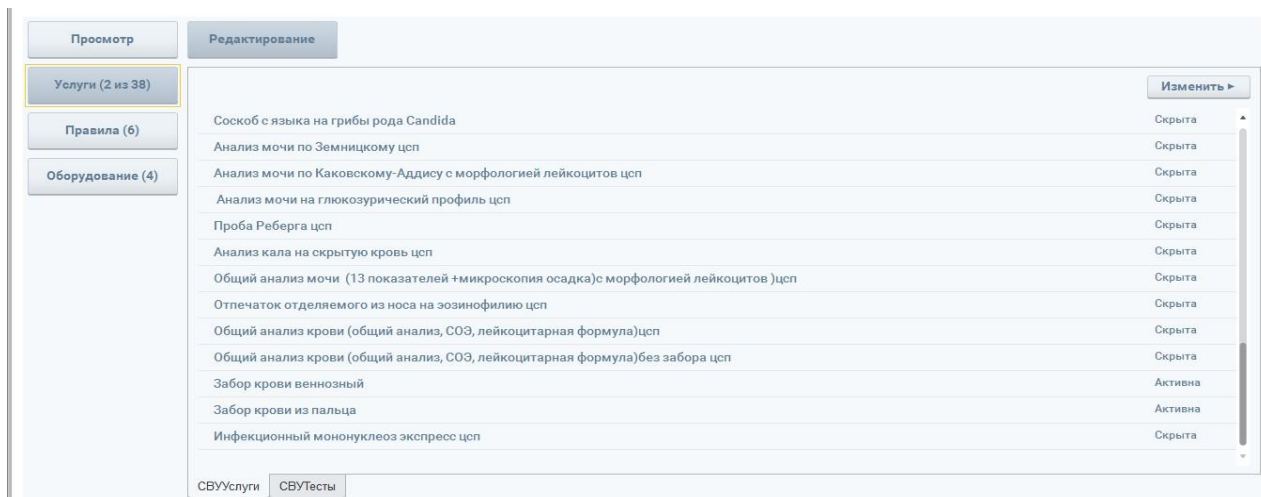 Просмотр
Редактирование
Услуги (2 из 38)
Правила (6)
Оборудование (4)
Изменить ►
Соскоб с языка на грибы рода Candida Скрыта
Анализ мочи по Земницкому цсп Скрыта
Анализ мочи по Каковскому-Аддису с морфологией лейкоцитов цсп Скрыта
Анализ мочи на глюкозурический профиль цсп Скрыта
Проба Реберга цсп Скрыта
Анализ кала на скрытую кровь цсп Скрыта
Общий анализ мочи (13 показателей +микроскопия осадка)с морфологией лейкоцитов )цсп Скрыта
Отпечаток отделяемого из носа на эозинофилию цсп Скрыта
Общий анализ крови (общий анализ, СОЭ, лейкоцитарная формула)цсп Скрыта
Общий анализ крови (общий анализ, СОЭ, лейкоцитарная формула)без забора цсп Скрыта
Забор крови веннозный Активна
Забор крови из пальца Активна
Инфекционный мононуклеоз экспресс цсп Скрыта
СВУУслуги СВУТесты